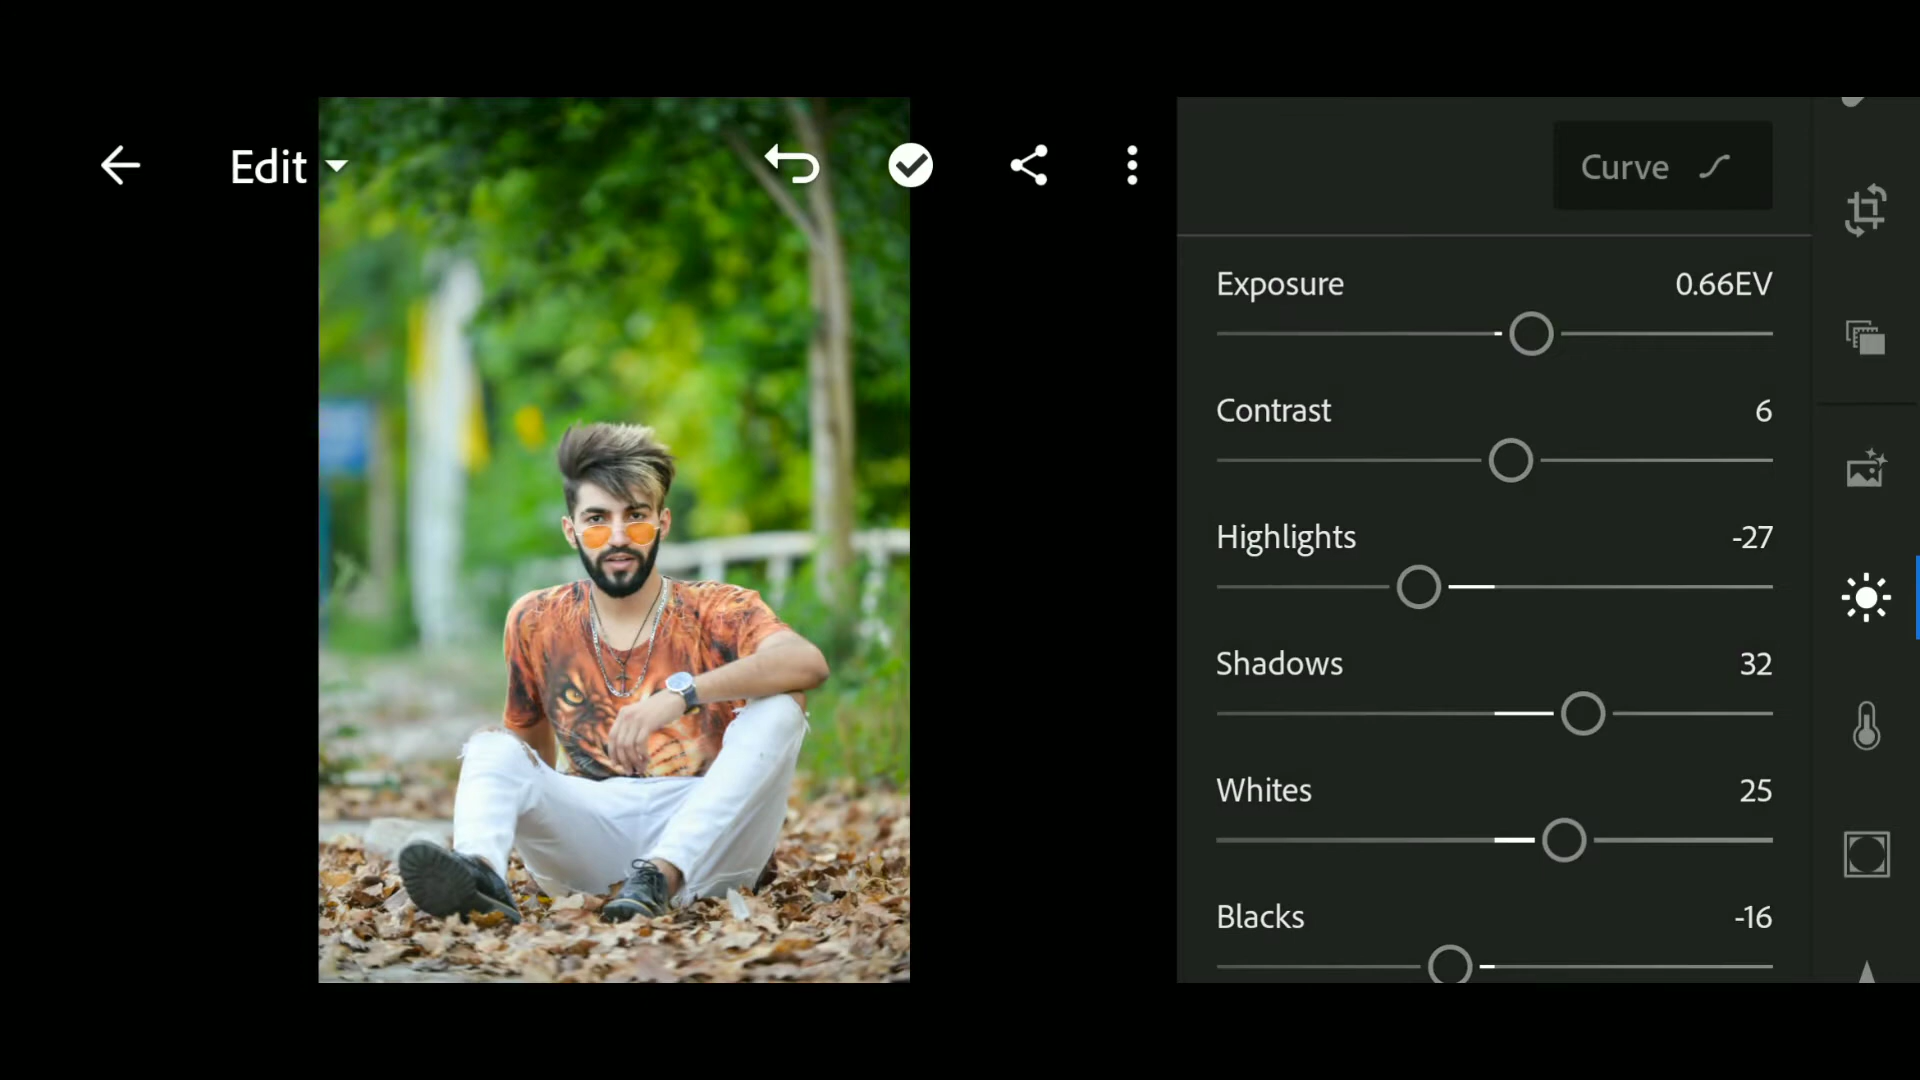 Edit
Curve
Exposure 0.66EV
Contrast 6
Highlights -27
Shadows 32
Whites 25
Blacks -16